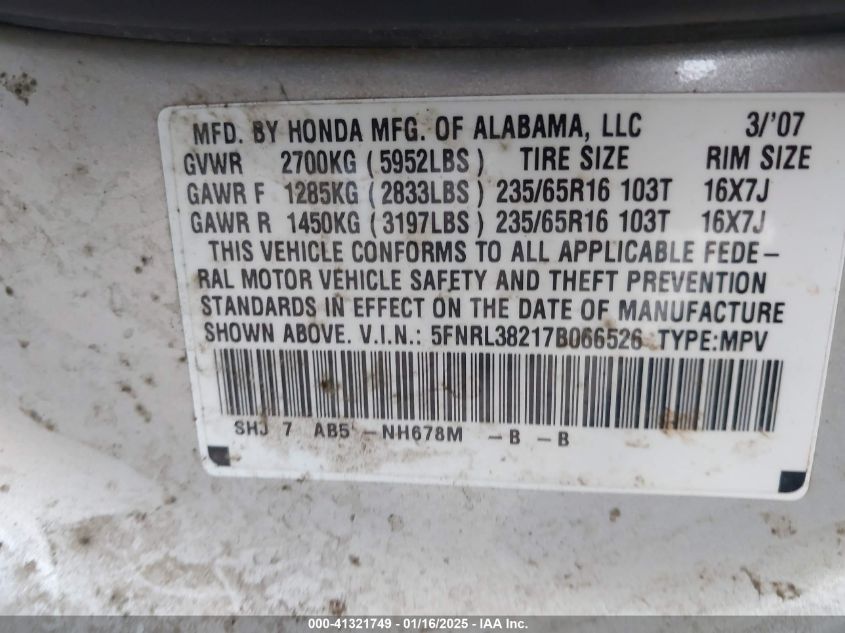 MFD. BY HONDA MFG. OF ALABAMA, LLC 3/'07
GVWR 2700KG (5952LBS) TIRE SIZE RIM SIZE
GAWR F 1285KG (2833LBS) 235/65R16 103T 16X7J
GAWR R 1450KG (3197LBS) 235/65R16 103T 16X7J
THIS VEHICLE CONFORMS TO ALL APPLICABLE FEDE-
RAL MOTOR VEHICLE SAFETY AND THEFT PREVENTION
STANDARDS IN EFFECT ON THE DATE OF MANUFACTURE
SHOWN ABOVE. V.I.N.: 5FNRL38217B066526 TYPE:MPV
SHJ 7 AB5 -NH678M -B -B
000-41321749 - 01/16/2025 - IAA Inc.